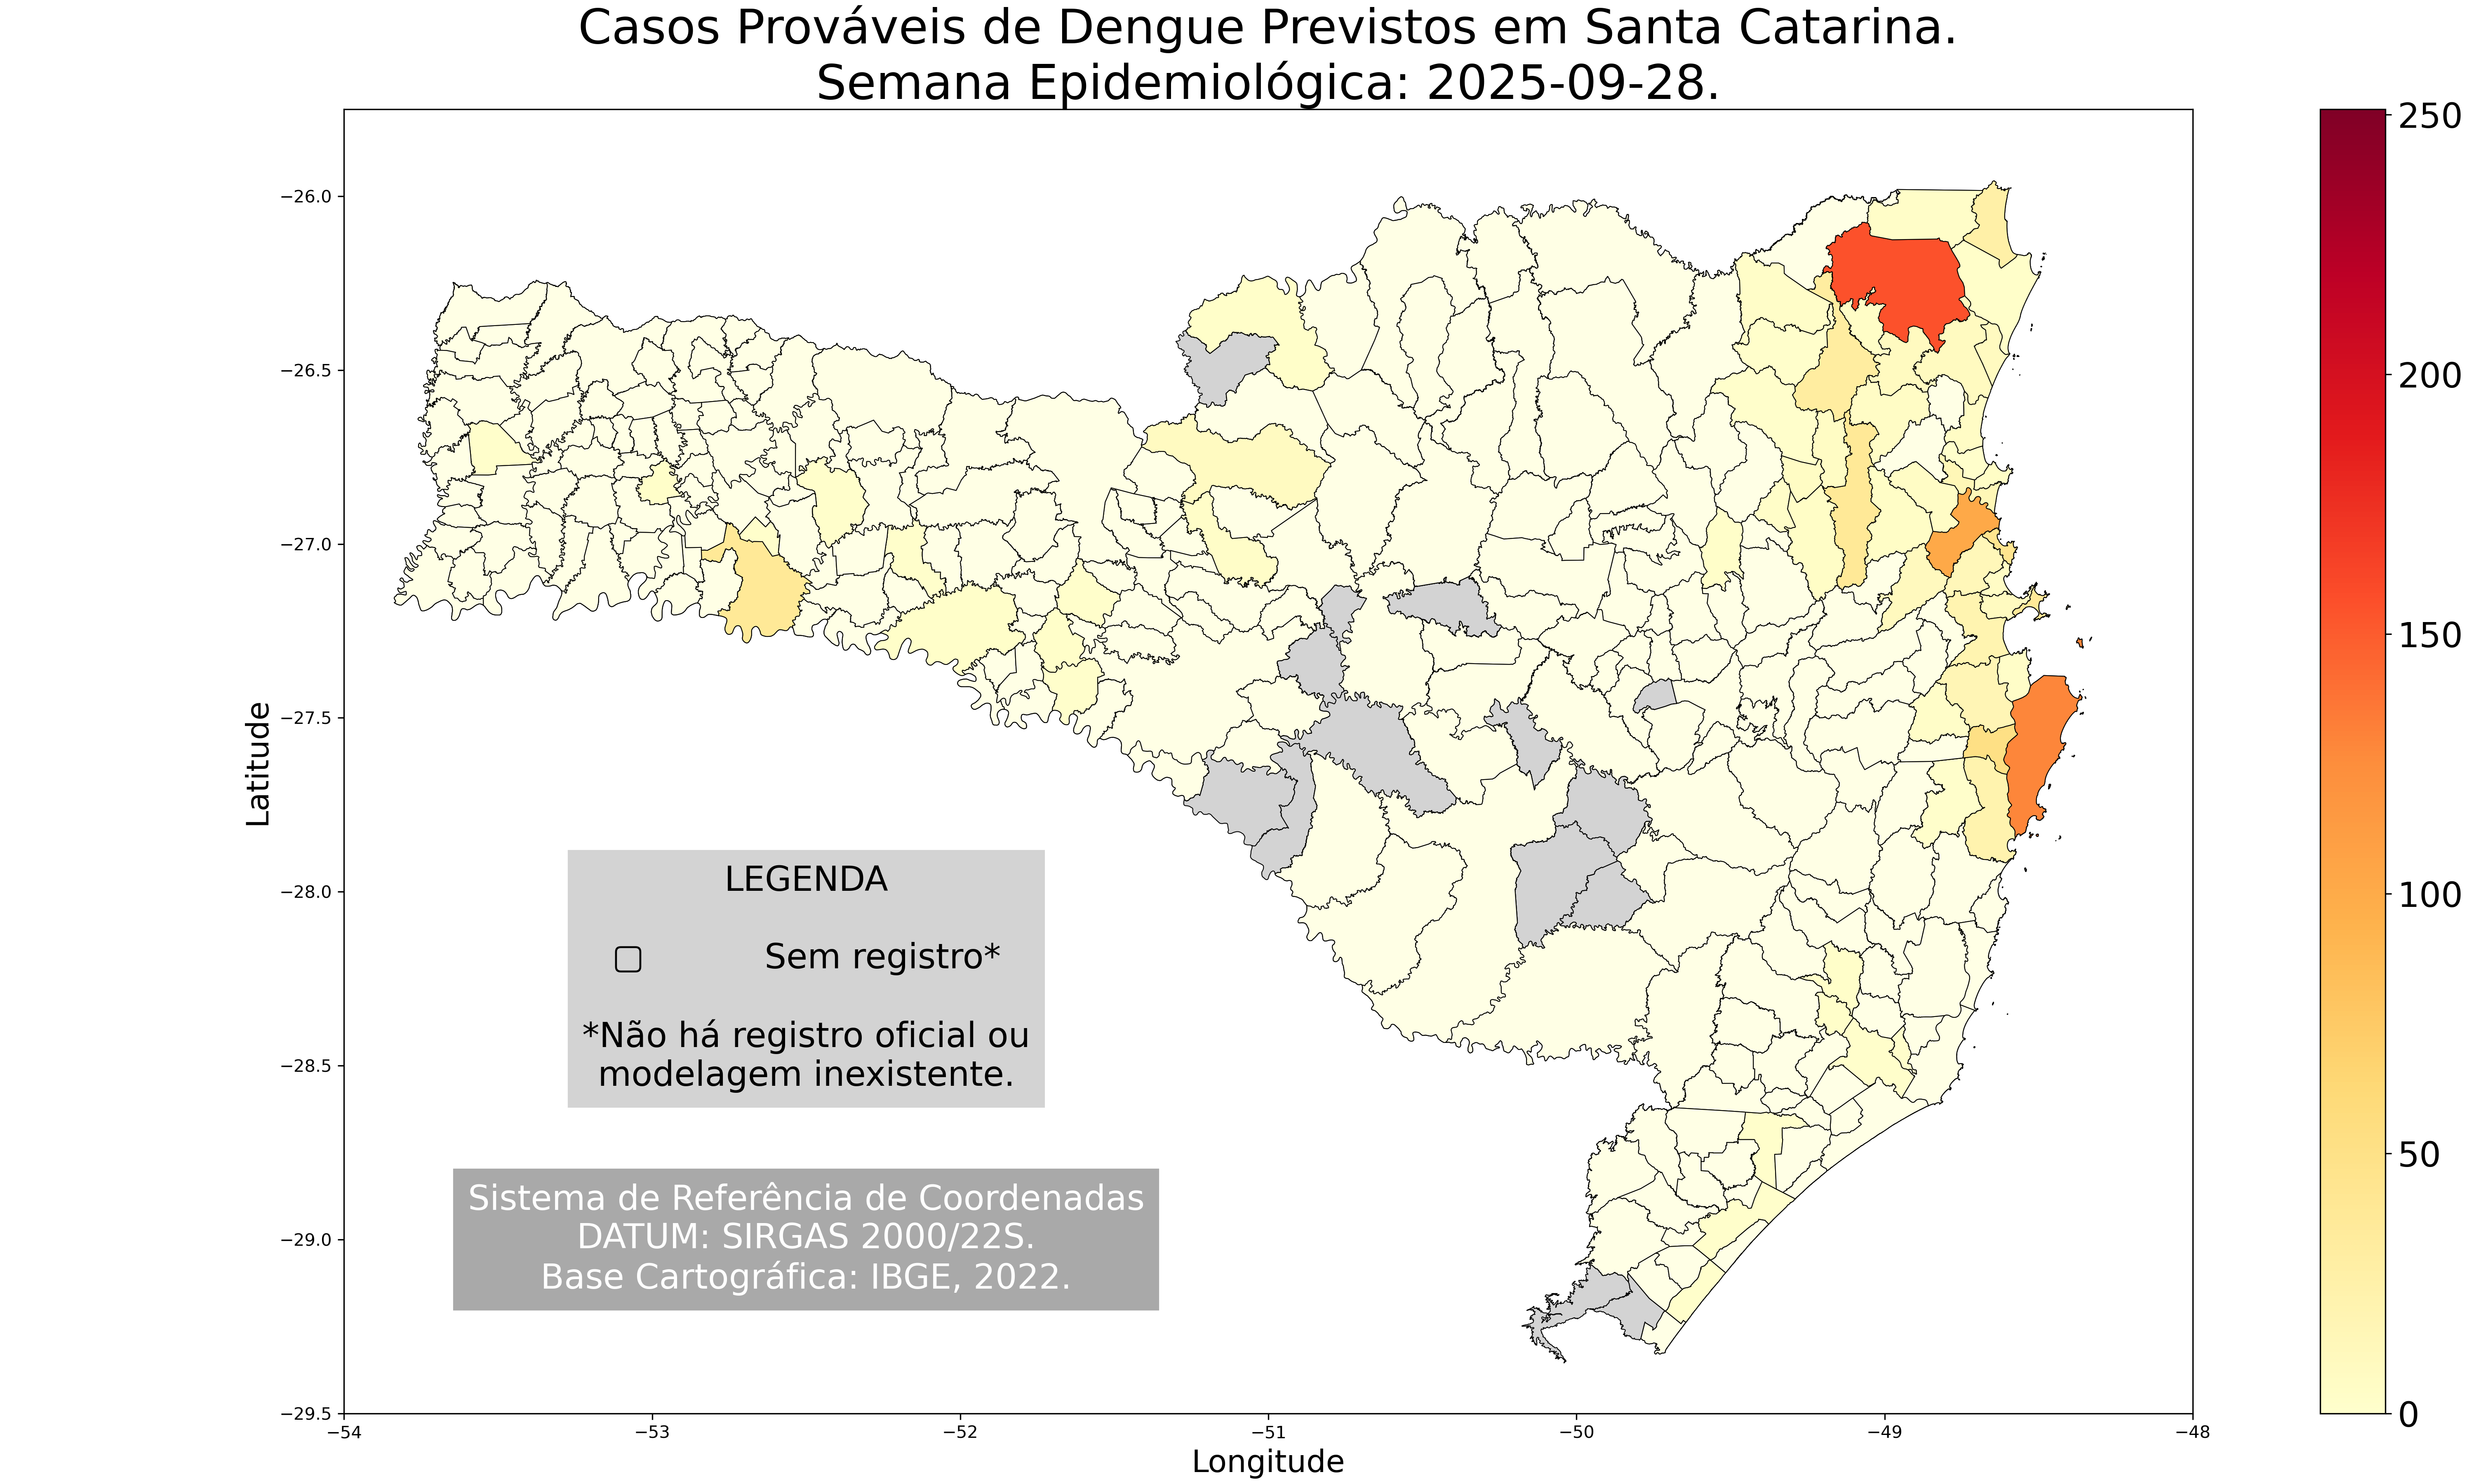 Casos Prováveis de Dengue Previstos em Santa Catarina.
Semana Epidemiológica: 2025-09-28.
−26.0
−26.5
−27.0
−27.5
−28.0
−28.5
−29.0
−29.5
Latitude
−54
−53
−52
−51
−50
−49
−48
Longitude
LEGENDA
Sem registro*
*Não há registro oficial ou
modelagem inexistente.
Sistema de Referência de Coordenadas
DATUM: SIRGAS 2000/22S.
Base Cartográfica: IBGE, 2022.
250
200
150
100
50
0